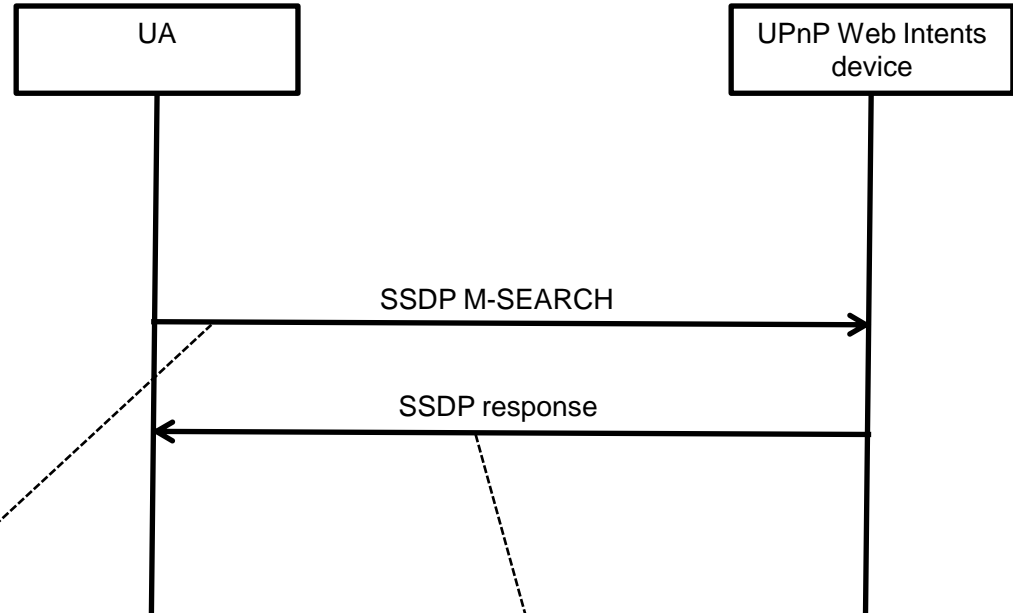 UA
UPnP Web Intents
device
SSDP M-SEARCH
SSDP response